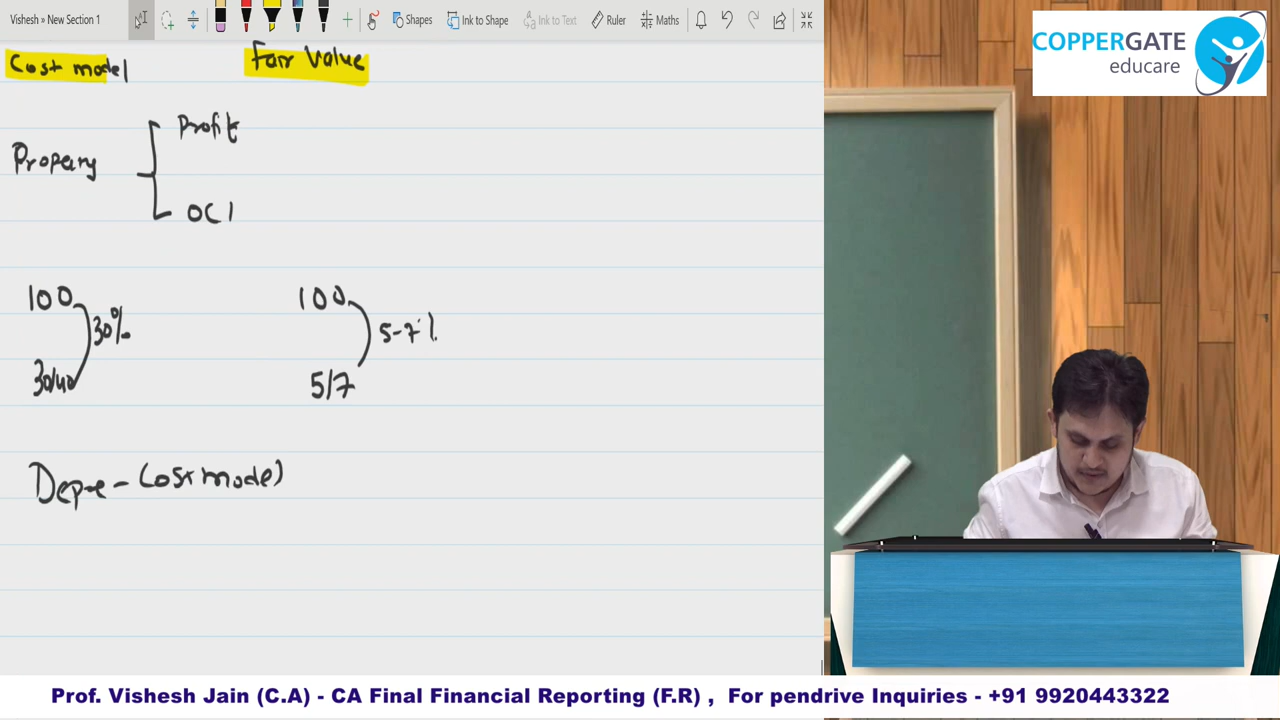 Vishesh » New Section 1
Shapes
Ink to Shape
Ink to Text
Ruler
Maths
COPPERGATE
educare
Cost model
Fair Value
Property
Profit
OCI
100
30%
30/40
100
5-7%
5/7
Depre - Cost model
Prof. Vishesh Jain (C.A) - CA Final Financial Reporting (F.R) , For pendrive Inquiries - +91 9920443322